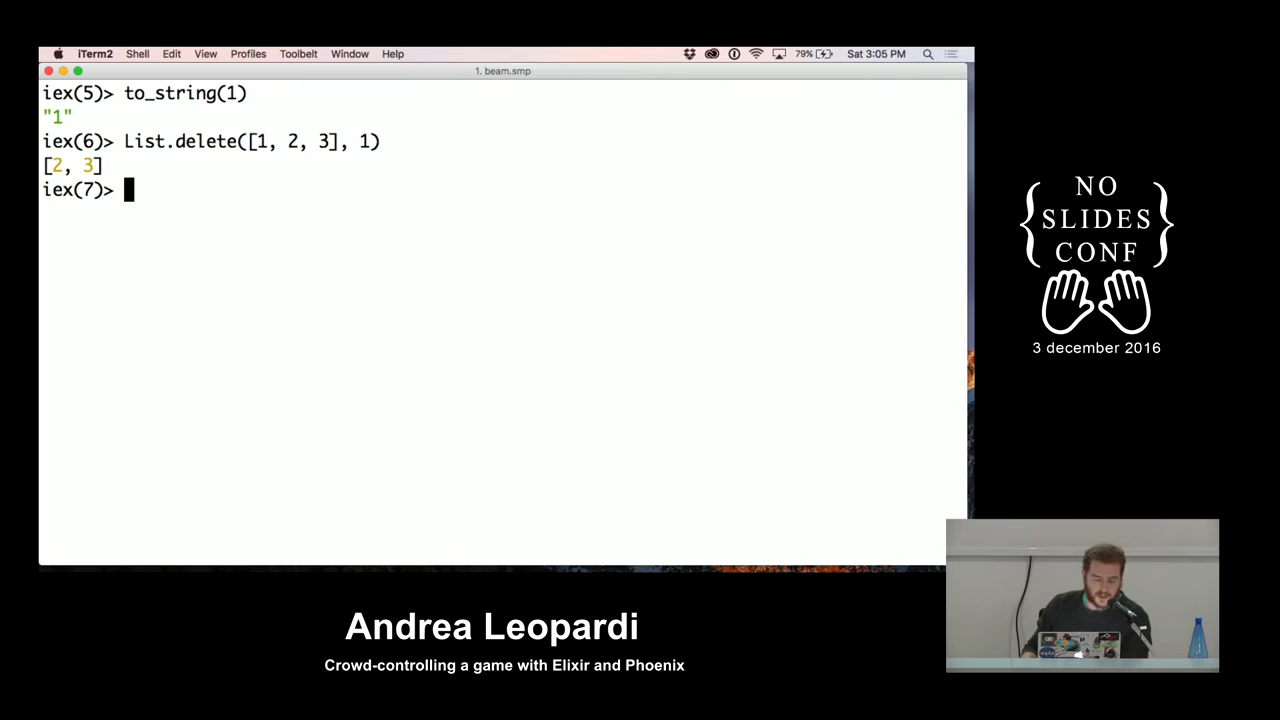 iTerm2 Shell Edit View Profiles Toolbelt Window Help 79% Sat 3:05 PM
1. beam.smp
iex(5)> to_string(1)
"1"
iex(6)> List.delete([1, 2, 3], 1)
[2, 3]
iex(7)>
NO
SLIDES
CONF
3 december 2016
Andrea Leopardi
Crowd-controlling a game with Elixir and Phoenix